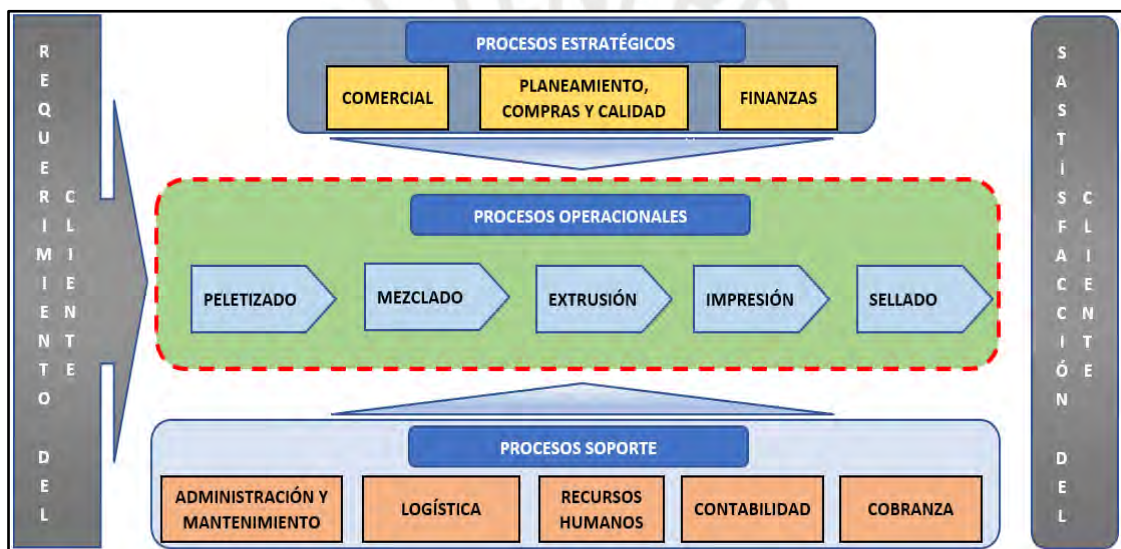 REQUERIMIENTO DEL
CLIENTE
PROCESOS ESTRATÉGICOS
COMERCIAL
PLANEAMIENTO,
COMPRAS Y CALIDAD
FINANZAS
PROCESOS OPERACIONALES
PELETIZADO
MEZCLADO
EXTRUSIÓN
IMPRESIÓN
SELLADO
PROCESOS SOPORTE
ADMINISTRACIÓN Y
MANTENIMIENTO
LOGÍSTICA
RECURSOS
HUMANOS
CONTABILIDAD
COBRANZA
SASTÍSFACCIÓN DEL
CLIENTE